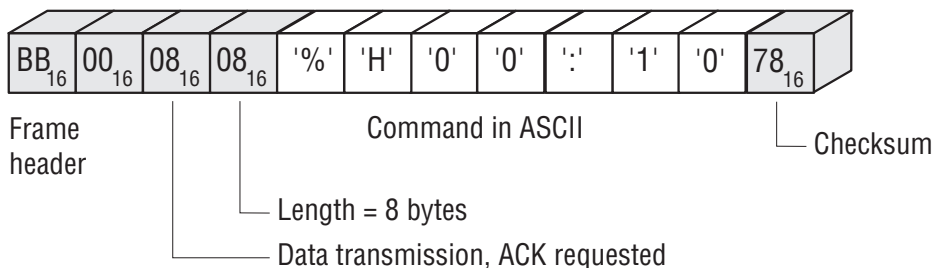 BB16 0016 0816 0816 '%' 'H' '0' '0' ':' '1' '0' 7816
Frame header
Command in ASCII
Checksum
Length = 8 bytes
Data transmission, ACK requested